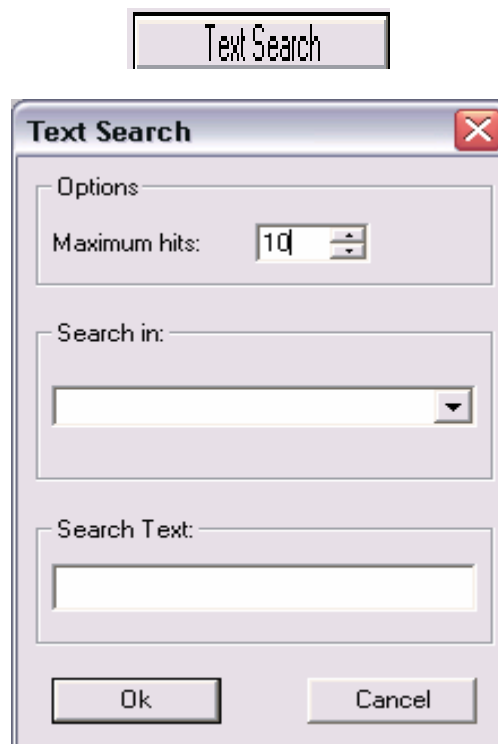 Text Search
Text Search
Options
Maximum hits: 10
Search in:
Search Text:
Ok Cancel